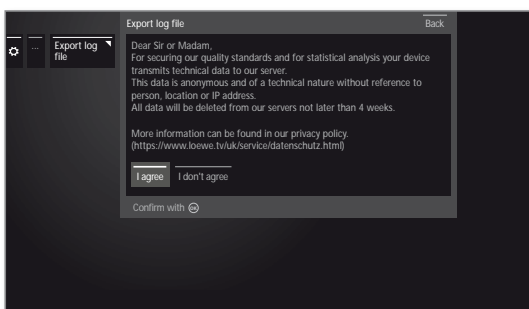 Export log file
Back
...
Export log
file
Dear Sir or Madam,
For securing our quality standards and for statistical analysis your device
transmits technical data to our server.
This data is anonymous and of a technical nature without reference to
person, location or IP address.
All data will be deleted from our servers not later than 4 weeks.
More information can be found in our privacy policy.
(https://www.loewe.tv/uk/service/datenschutz.html)
I agree
I don't agree
Confirm with OK